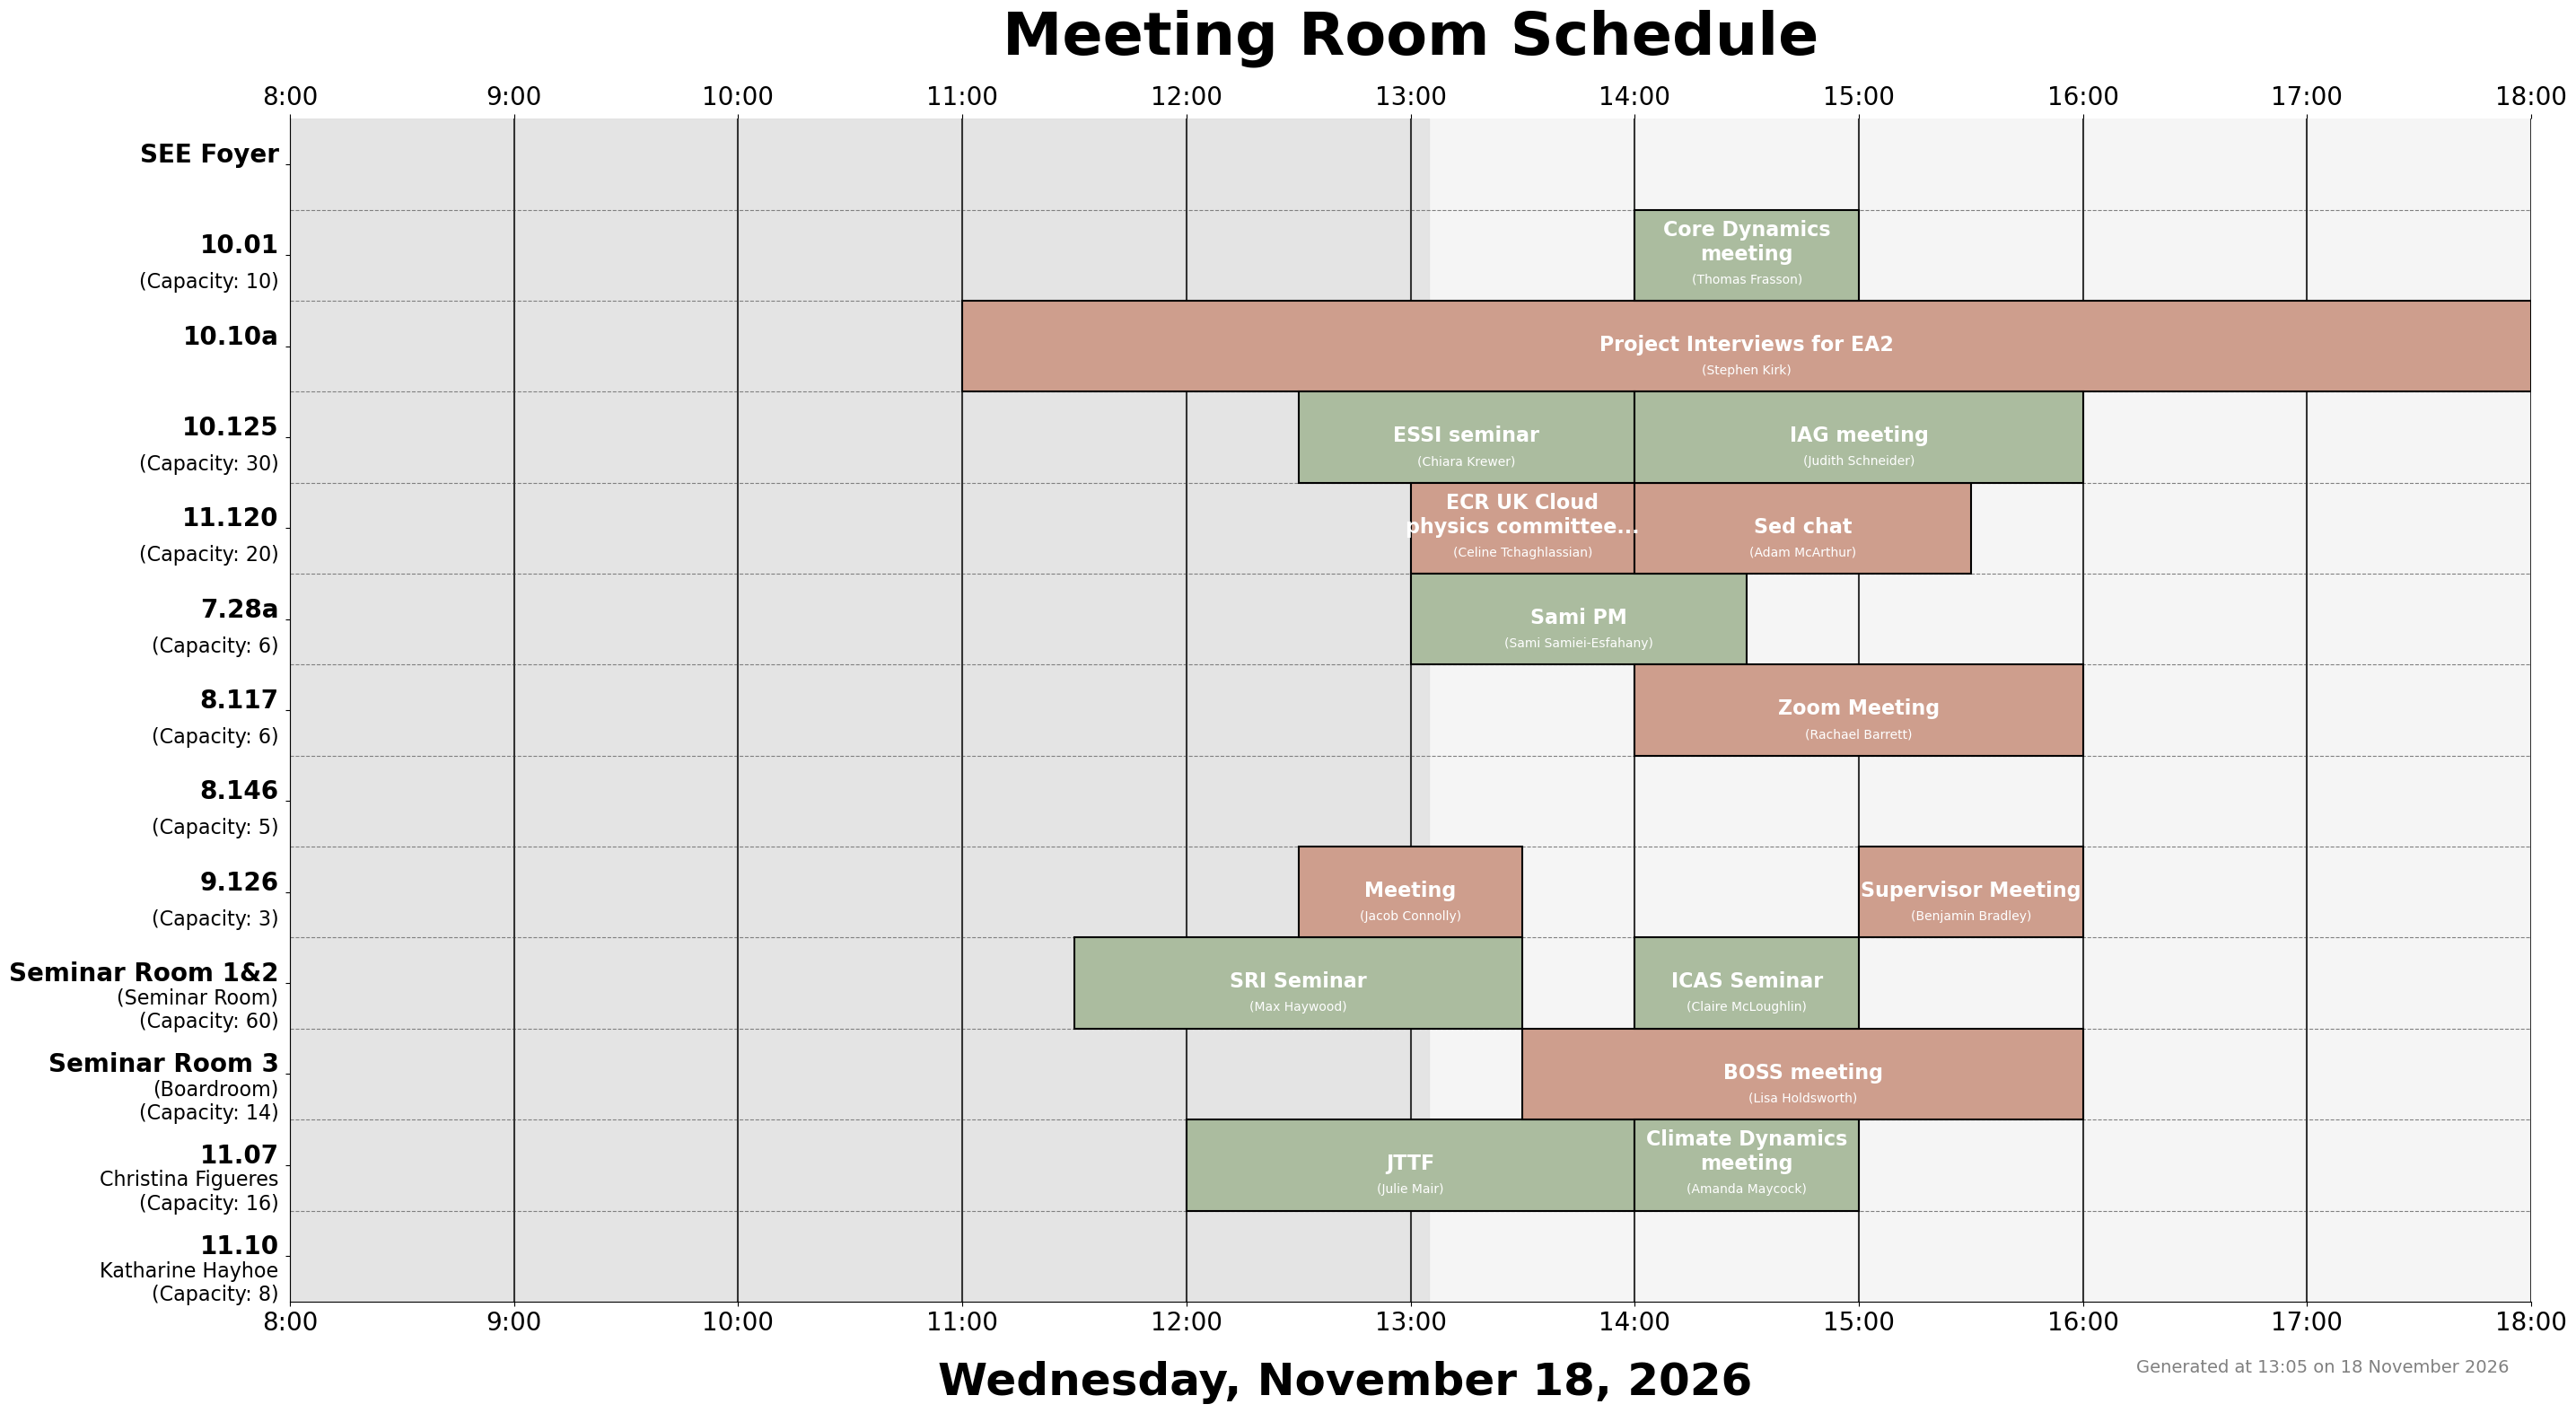 Meeting Room Schedule
8:00 9:00 10:00 11:00 12:00 13:00 14:00 15:00 16:00 17:00 18:00
SEE Foyer
10.01
(Capacity: 10)
Core Dynamics
meeting
(Thomas Frasson)
10.10a
Project Interviews for EA2
(Stephen Kirk)
10.125
(Capacity: 30)
ESSI seminar
(Chiara Krewer)
IAG meeting
(Judith Schneider)
11.120
(Capacity: 20)
ECR UK Cloud
physics committee...
(Celine Tchaghlassian)
Sed chat
(Adam McArthur)
7.28a
(Capacity: 6)
Sami PM
(Sami Samiei-Esfahany)
8.117
(Capacity: 6)
Zoom Meeting
(Rachael Barrett)
8.146
(Capacity: 5)
9.126
(Capacity: 3)
Meeting
(Jacob Connolly)
Supervisor Meeting
(Benjamin Bradley)
Seminar Room 1&2
(Seminar Room)
(Capacity: 60)
SRI Seminar
(Max Haywood)
ICAS Seminar
(Claire McLoughlin)
Seminar Room 3
(Boardroom)
(Capacity: 14)
BOSS meeting
(Lisa Holdsworth)
11.07
Christina Figueres
(Capacity: 16)
JTTF
(Julie Mair)
Climate Dynamics
meeting
(Amanda Maycock)
11.10
Katharine Hayhoe
(Capacity: 8)
8:00 9:00 10:00 11:00 12:00 13:00 14:00 15:00 16:00 17:00 18:00
Wednesday, November 18, 2026
Generated at 13:05 on 18 November 2026